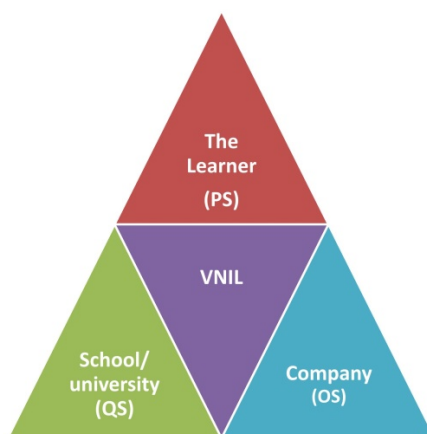 The
Learner
(PS)
VNIL
School/
university
(QS)
Company
(OS)